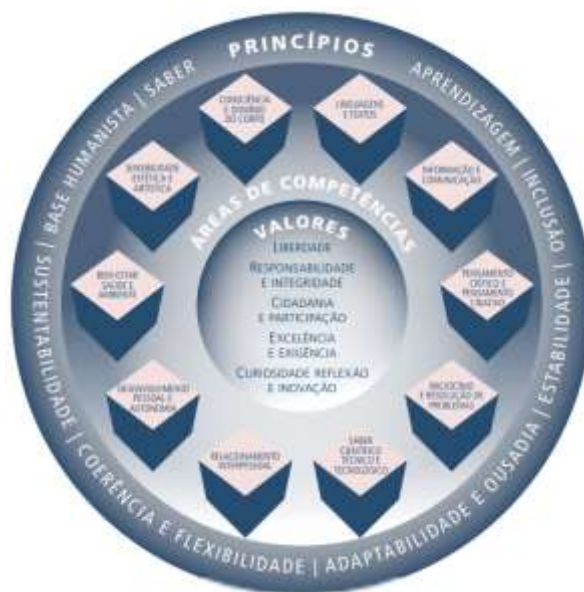 PRINCÍPIOS
BASE HUMANISTA | SABER
APRENDIZAGEM | INCLUSÃO
ESTABILIDADE
ADAPTABILIDADE E OUSADIA
COERÊNCIA E FLEXIBILIDADE
SUSTENTABILIDADE
ÁREAS DE COMPETÊNCIAS
CONSCIÊNCIA
E DOMÍNIO
DO CORPO
LINGUAGENS
E TEXTOS
INFORMAÇÃO E
COMUNICAÇÃO
PENSAMENTO
CRÍTICO E
PENSAMENTO
CRIATIVO
RACIOCÍNIO
E RESOLUÇÃO DE
PROBLEMAS
SABER
CIENTÍFICO
TÉCNICO E
TECNOLÓGICO
RELACIONAMENTO
INTERPESSOAL
DESENVOLVIMENTO
PESSOAL E
AUTONOMIA
BEM-ESTAR
SAÚDE E
AMBIENTE
SENSIBILIDADE
ESTÉTICA E
ARTÍSTICA
VALORES
LIBERDADE
RESPONSABILIDADE
E INTEGRIDADE
CIDADANIA
E PARTICIPAÇÃO
EXCELÊNCIA
E EXIGÊNCIA
CURIOSIDADE REFLEXÃO
E INOVAÇÃO